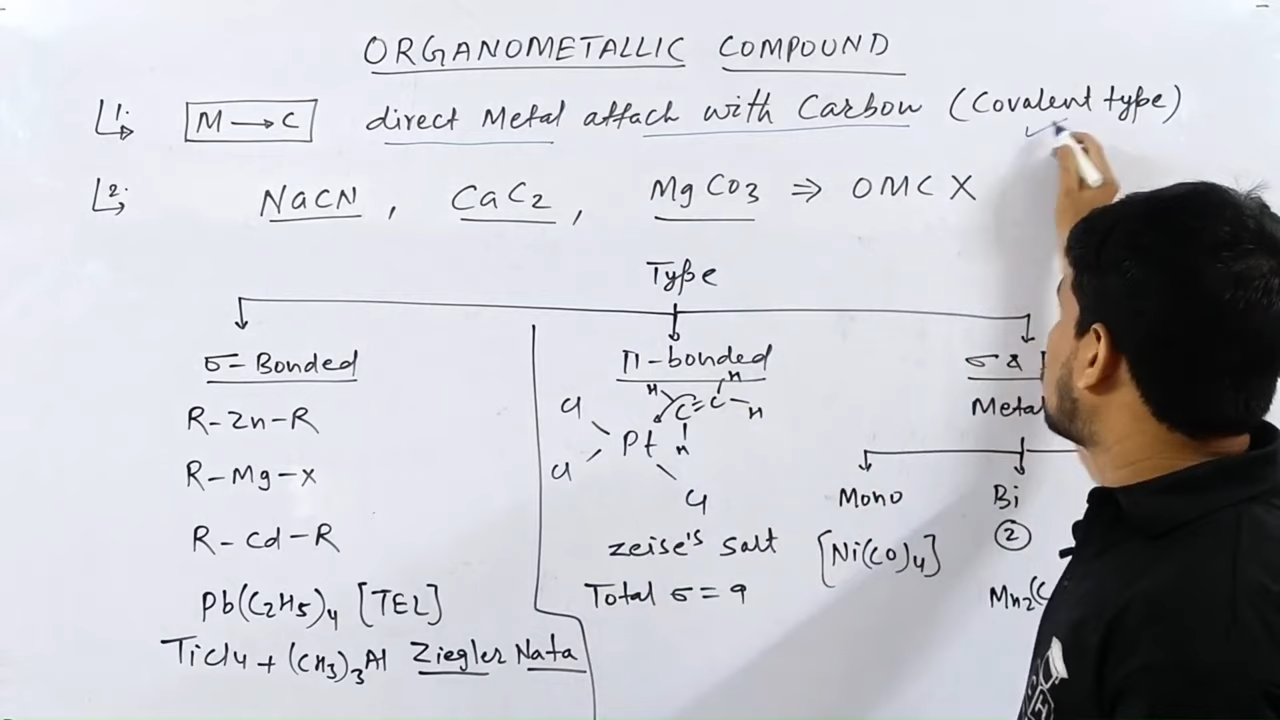 ORGANOMETALLIC COMPOUND
1. M → C direct Metal attach with Carbon (Covalent type)
2. NaCN, CaC2, MgCO3 ⇒ OMC X
Type
σ-Bonded
R-Zn-R
R-Mg-X
R-Cd-R
Pb(C2H5)4 [TEL]
TiCl4 + (CH3)3Al Ziegler Nata
π-bonded
H H
Cl C=C-H
Pt H
Cl
Cl
Zeise's Salt
Total σ = 9
σ &
Metal
Mono Bi
[Ni(CO)4] 2
Mn2(C
H